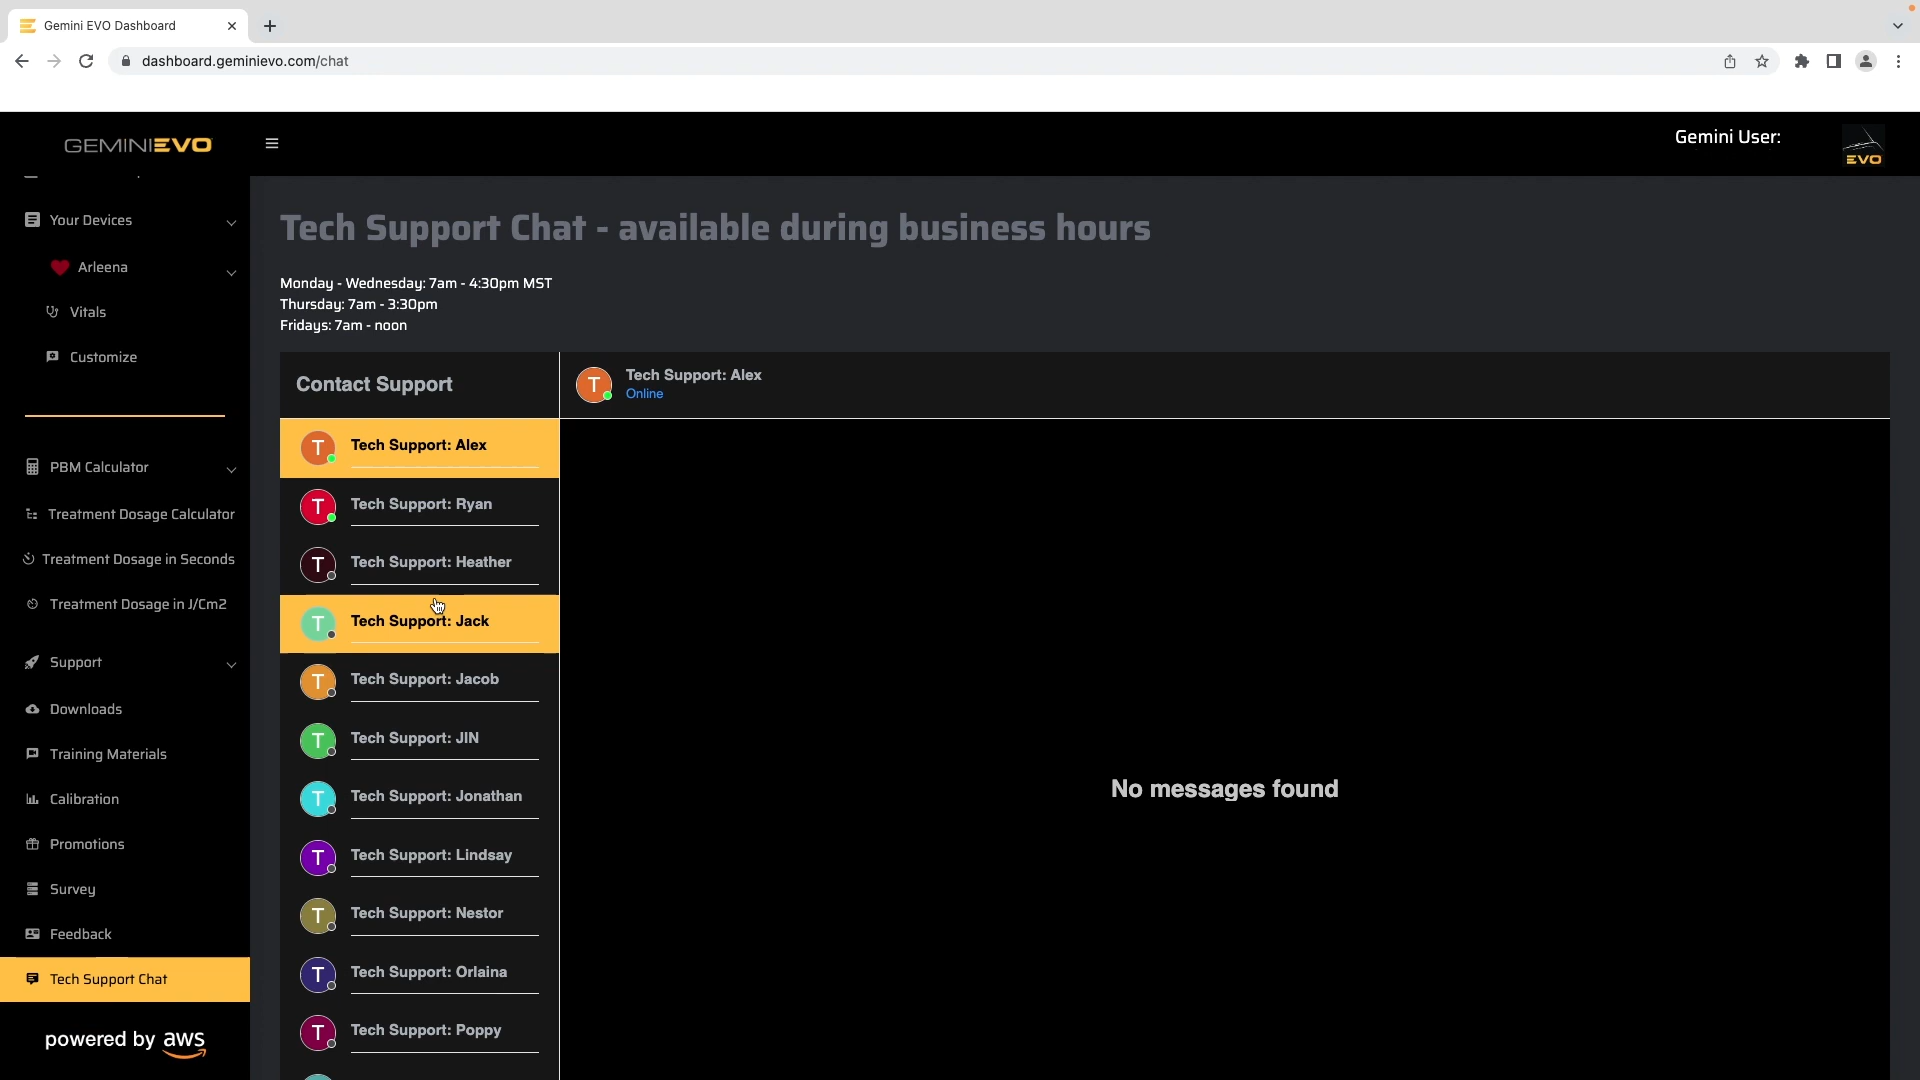 Gemini EVO Dashboard
dashboard.geminievo.com/chat
GEMINIEVO
Gemini User:
EVO
Your Devices
Arleena
Vitals
Customize
PBM Calculator
Treatment Dosage Calculator
Treatment Dosage in Seconds
Treatment Dosage in J/Cm2
Support
Downloads
Training Materials
Calibration
Promotions
Survey
Feedback
Tech Support Chat
powered by aws
Tech Support Chat - available during business hours
Monday - Wednesday: 7am - 4:30pm MST
Thursday: 7am - 3:30pm
Fridays: 7am - noon
Contact Support
T Tech Support: Alex
T Tech Support: Ryan
T Tech Support: Heather
T Tech Support: Jack
T Tech Support: Jacob
T Tech Support: JIN
T Tech Support: Jonathan
T Tech Support: Lindsay
T Tech Support: Nestor
T Tech Support: Orlaina
T Tech Support: Poppy
T Tech Support: Alex
Online
No messages found